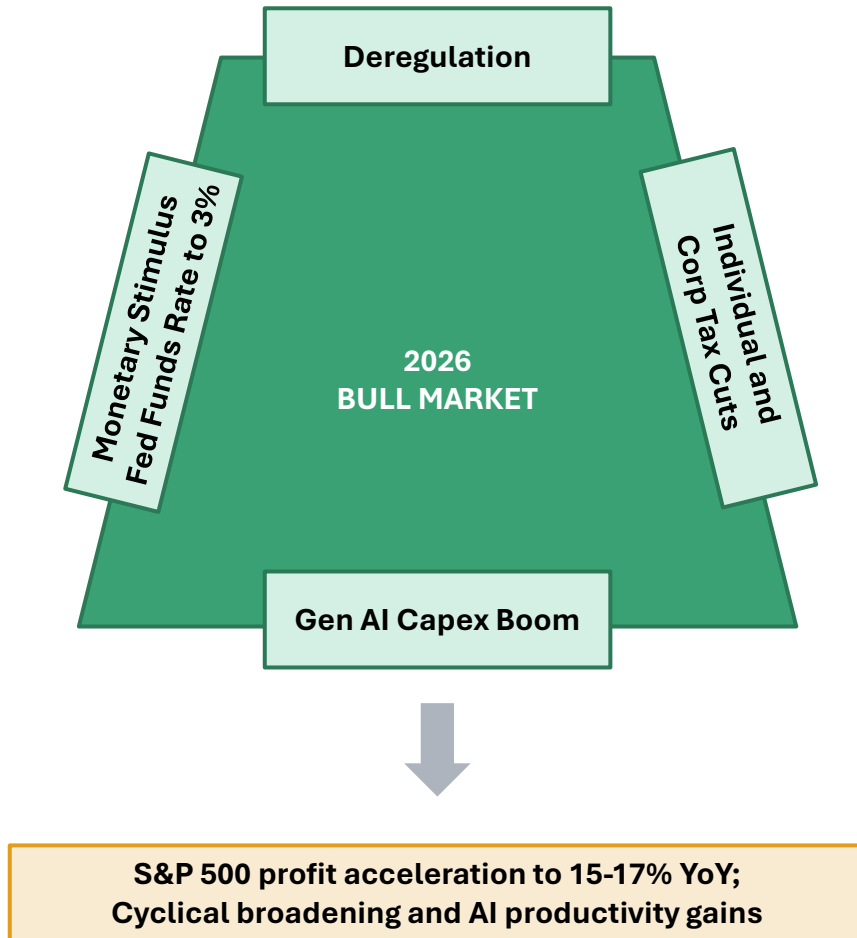 Deregulation
Monetary Stimulus
Fed Funds Rate to 3%
Individual and
Corp Tax Cuts
2026
BULL MARKET
Gen AI Capex Boom
S&P 500 profit acceleration to 15-17% YoY;
Cyclical broadening and AI productivity gains